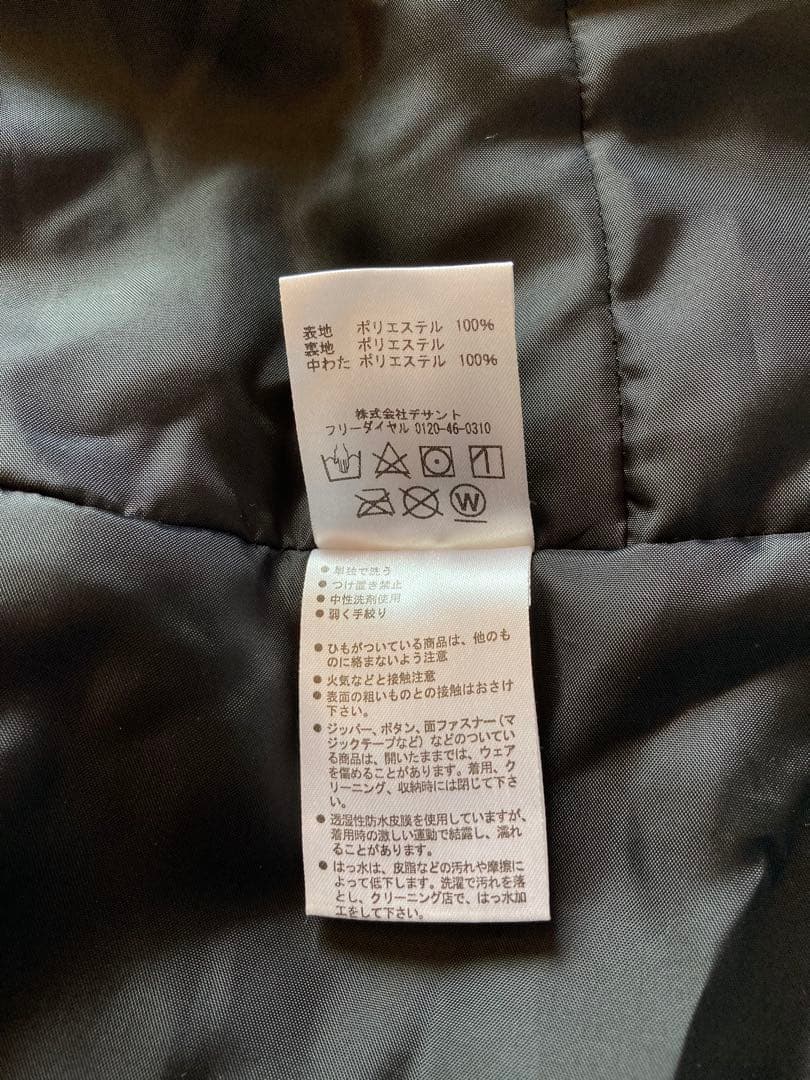 表地 ポリエステル 100%
裏地 ポリエステル
中わた ポリエステル 100%
株式会社デサント
フリーダイヤル 0120-46-0310
W
● 単独で洗う
● つけ置き禁止
● 中性洗剤使用
● 弱く手絞り
● ひもがついている商品は、他のも
のに絡まないよう注意
● 火気などと接触注意
● 表面の粗いものとの接触はおさけ
下さい。
● ジッパー、ボタン、面ファスナー(マ
ジックテープなど)などのついてい
る商品は、開いたままでは、ウェア
を傷めることがあります。着用、ク
リーニング、収納時には閉じて下さ
い。
● 透湿性防水皮膜を使用していますが、
着用時の激しい運動で結露し、濡れ
ることがあります。
● はっ水は、皮脂などの汚れや摩擦に
よって低下します。洗濯で汚れを落
とし、クリーニング店で、はっ水加
工をして下さい。